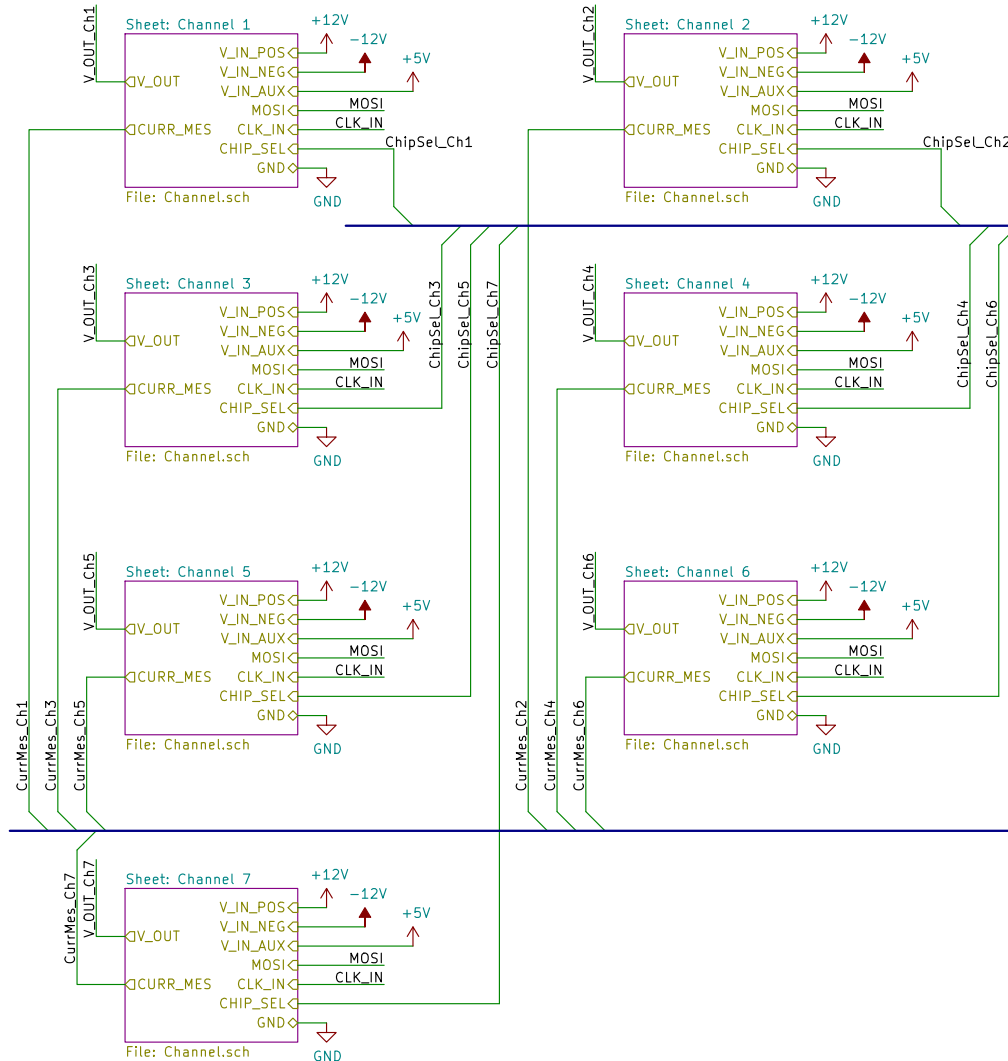 V_OUT_Ch1
Sheet: Channel 1
+12V
-12V
+5V
V_IN_POS
V_IN_NEG
V_OUT
V_IN_AUX
MOSI
MOSI
CURR_MES
CLK_IN
CLK_IN
CHIP_SEL
ChipSel_Ch1
GND
GND
File: Channel.sch
V_OUT_Ch2
Sheet: Channel 2
+12V
-12V
+5V
V_IN_POS
V_IN_NEG
V_OUT
V_IN_AUX
MOSI
MOSI
CURR_MES
CLK_IN
CLK_IN
CHIP_SEL
ChipSel_Ch2
GND
GND
File: Channel.sch
V_OUT_Ch3
Sheet: Channel 3
+12V
-12V
+5V
V_IN_POS
V_IN_NEG
V_OUT
V_IN_AUX
MOSI
MOSI
CURR_MES
CLK_IN
CLK_IN
CHIP_SEL
GND
GND
File: Channel.sch
ChipSel_Ch3
ChipSel_Ch5
ChipSel_Ch7
V_OUT_Ch4
Sheet: Channel 4
+12V
-12V
+5V
V_IN_POS
V_IN_NEG
V_OUT
V_IN_AUX
MOSI
MOSI
CURR_MES
CLK_IN
CLK_IN
CHIP_SEL
GND
GND
File: Channel.sch
ChipSel_Ch4
ChipSel_Ch6
V_OUT_Ch5
Sheet: Channel 5
+12V
-12V
+5V
V_IN_POS
V_IN_NEG
V_OUT
V_IN_AUX
MOSI
MOSI
CURR_MES
CLK_IN
CLK_IN
CHIP_SEL
GND
GND
File: Channel.sch
CurrMes_Ch1
CurrMes_Ch3
CurrMes_Ch5
V_OUT_Ch6
Sheet: Channel 6
+12V
-12V
+5V
V_IN_POS
V_IN_NEG
V_OUT
V_IN_AUX
MOSI
MOSI
CURR_MES
CLK_IN
CLK_IN
CHIP_SEL
GND
GND
File: Channel.sch
CurrMes_Ch2
CurrMes_Ch4
CurrMes_Ch6
CurrMes_Ch7
V_OUT_Ch7
Sheet: Channel 7
+12V
-12V
+5V
V_IN_POS
V_IN_NEG
V_OUT
V_IN_AUX
MOSI
MOSI
CURR_MES
CLK_IN
CLK_IN
CHIP_SEL
GND
GND
File: Channel.sch